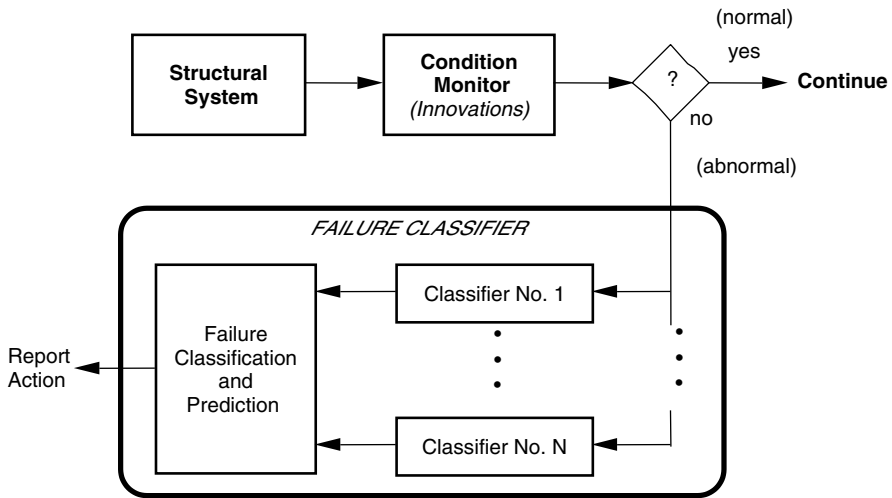 Structural
System
Condition
Monitor
(Innovations)
?
(normal)
yes
Continue
no
(abnormal)
FAILURE CLASSIFIER
Classifier No. 1
Failure
Classification
and
Prediction
Report
Action
Classifier No. N